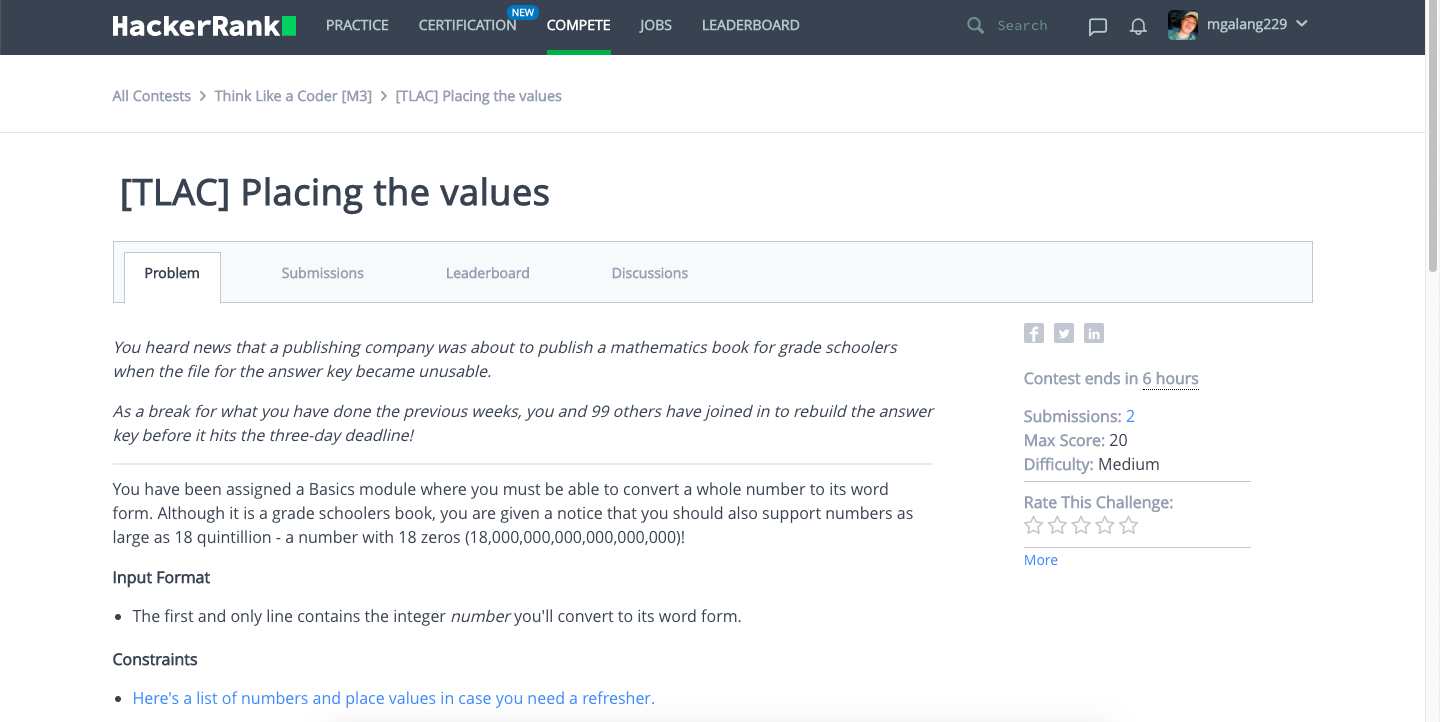 HackerRank PRACTICE CERTIFICATION NEW COMPETE JOBS LEADERBOARD Search mgalang229
All Contests > Think Like a Coder [M3] > [TLAC] Placing the values
[TLAC] Placing the values
Problem Submissions Leaderboard Discussions
You heard news that a publishing company was about to publish a mathematics book for grade schoolers
when the file for the answer key became unusable.
As a break for what you have done the previous weeks, you and 99 others have joined in to rebuild the answer
key before it hits the three-day deadline!
You have been assigned a Basics module where you must be able to convert a whole number to its word
form. Although it is a grade schoolers book, you are given a notice that you should also support numbers as
large as 18 quintillion - a number with 18 zeros (18,000,000,000,000,000,000)!
Input Format
• The first and only line contains the integer number you'll convert to its word form.
Constraints
• Here's a list of numbers and place values in case you need a refresher.
f in
Contest ends in 6 hours
Submissions: 2
Max Score: 20
Difficulty: Medium
Rate This Challenge:
More